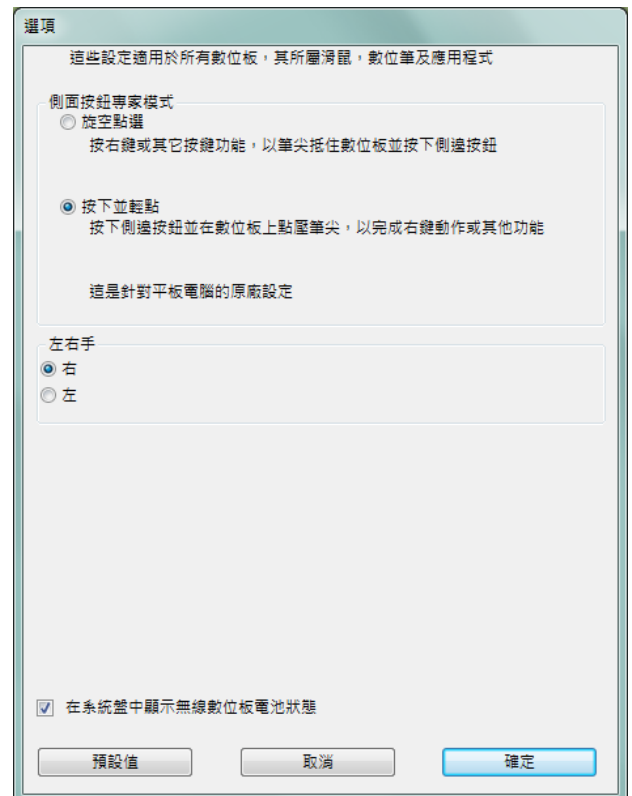 選項
這些設定適用於所有數位板，其所屬滑鼠，數位筆及應用程式
側面按鈕專家模式
旋空點選
按右鍵或其它按鍵功能，以筆尖抵住數位板並按下側邊按鈕
按下並輕點
按下側邊按鈕並在數位板上點壓筆尖，以完成右鍵動作或其他功能
這是針對平板電腦的原廠設定
左右手
右
左
在系統盤中顯示無線數位板電池狀態
預設值 取消 確定